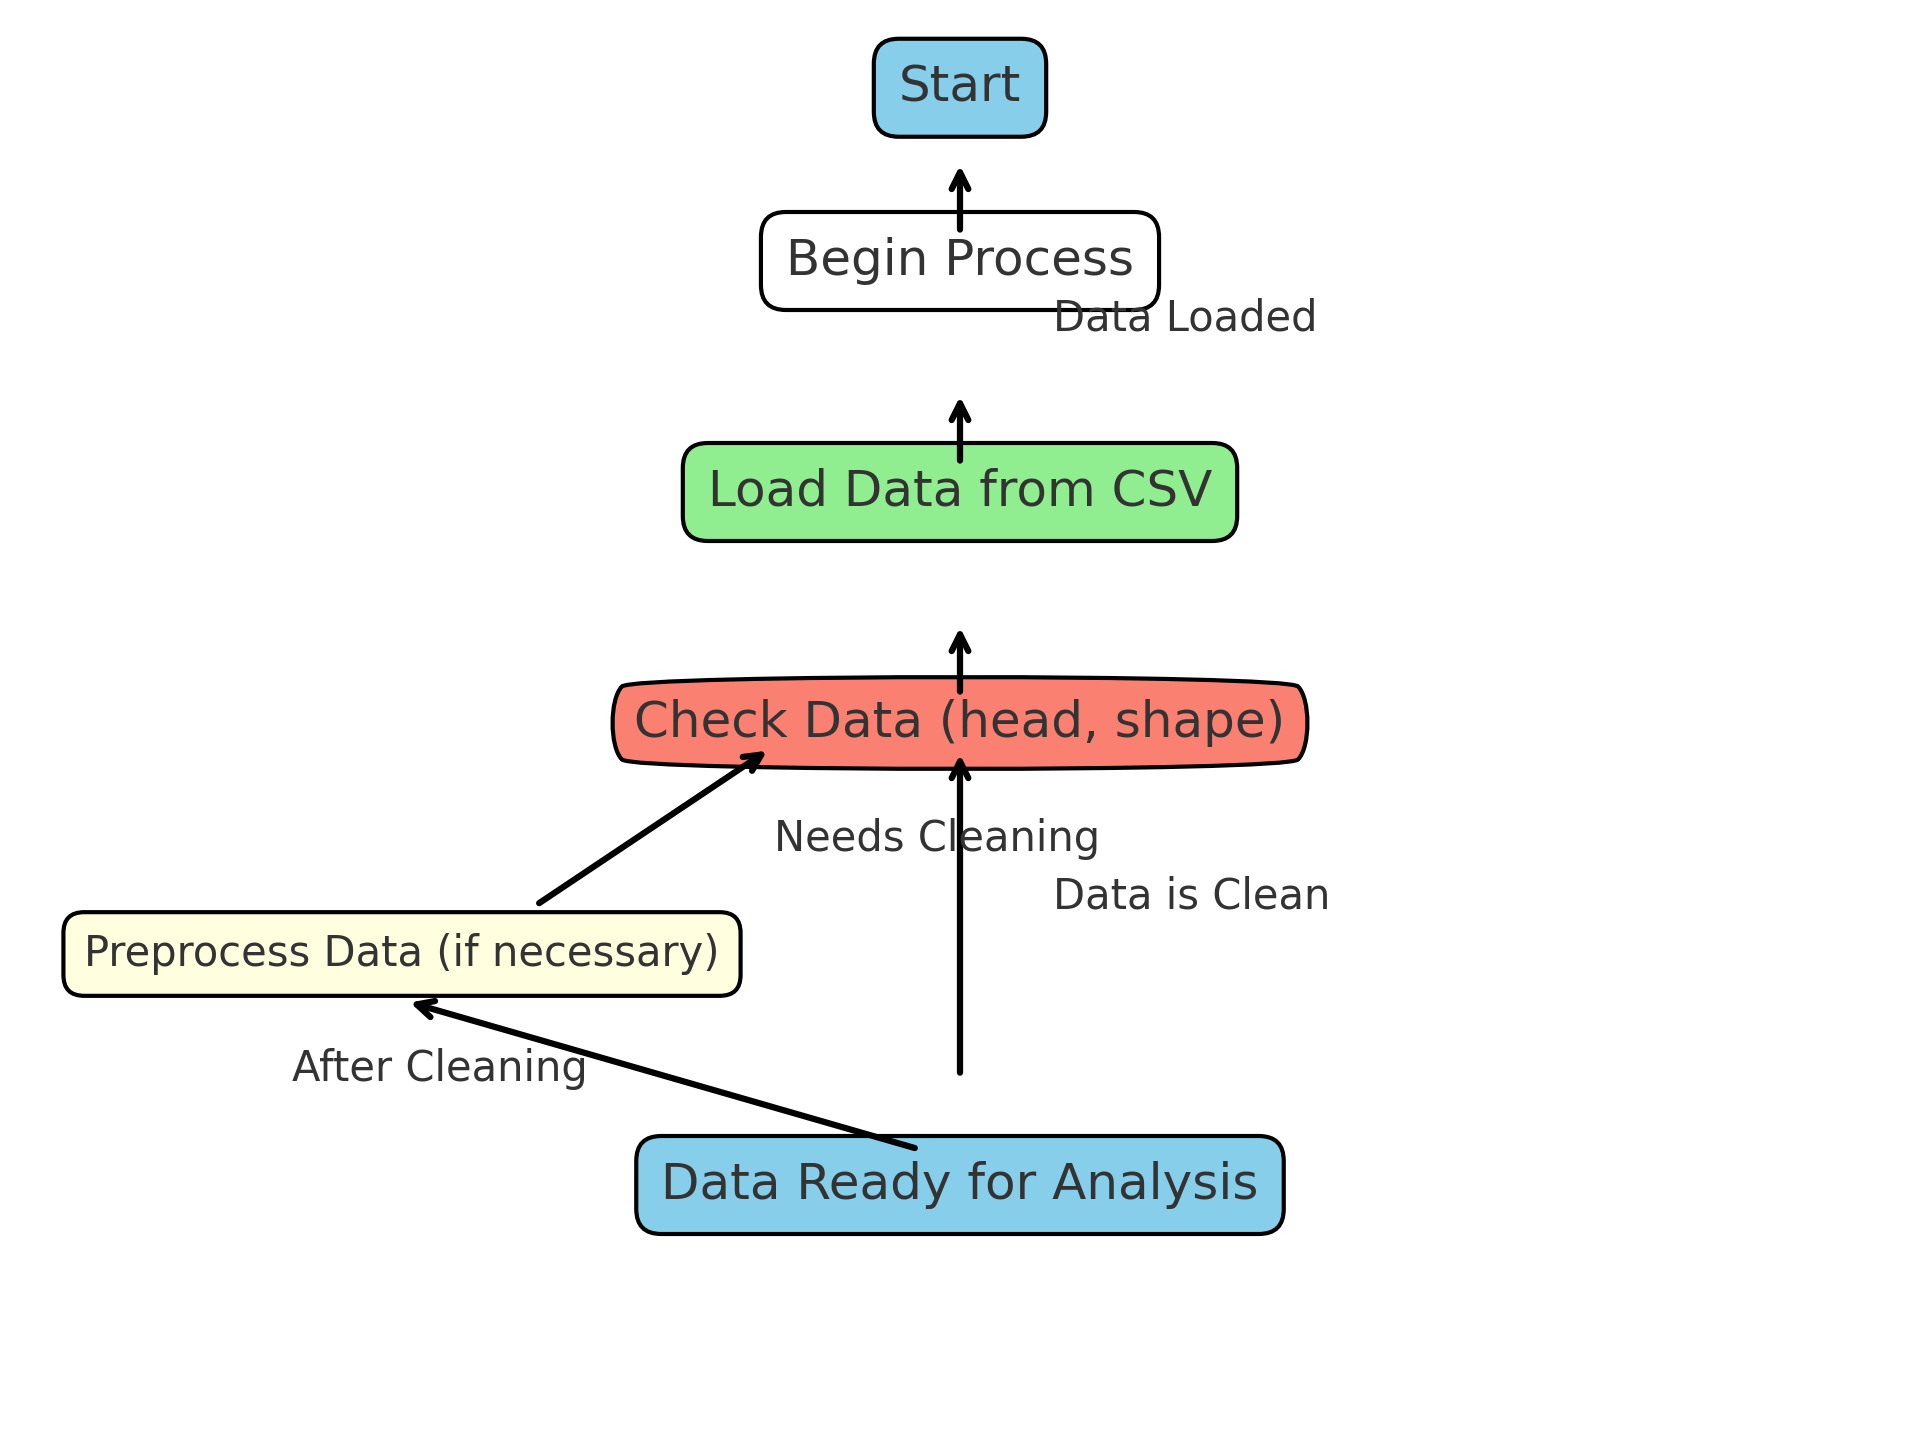 Start
Begin Process
Data Loaded
Load Data from CSV
Check Data (head, shape)
Needs Cleaning
Data is Clean
Preprocess Data (if necessary)
After Cleaning
Data Ready for Analysis